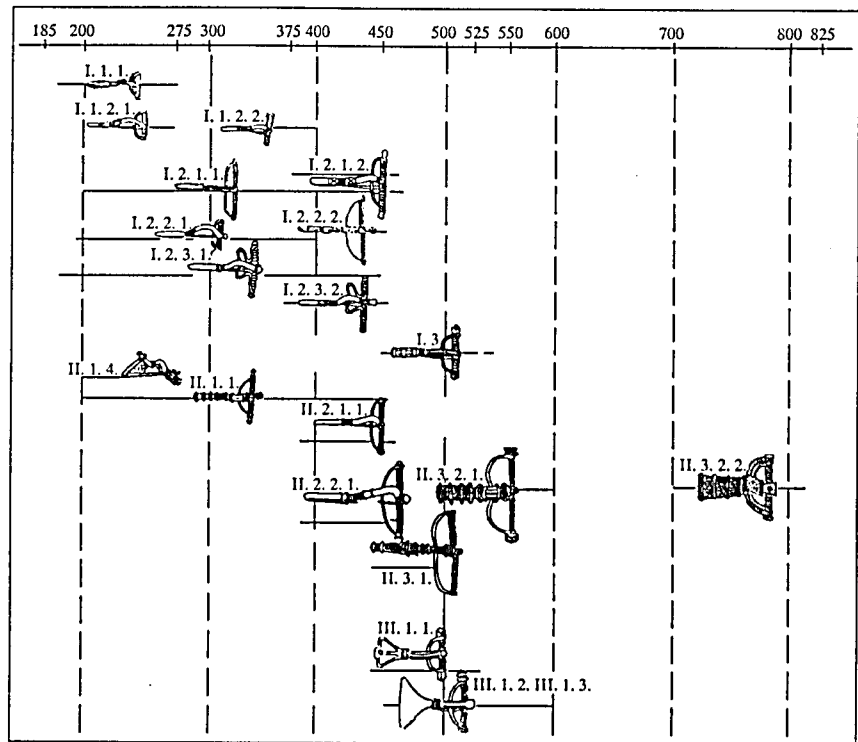 185 200 275 300 375 400 450 500 525 550 600 700 800 825
I. 1. 1.
I. 1. 2. 1.
I. 1. 2. 2.
I. 2. 1. 1.
I. 2. 1. 2.
I. 2. 2. 1.
I. 2. 2. 2.
I. 2. 3. 1.
I. 2. 3. 2.
I. 3
II. 1. 4.
II. 1. 1.
II. 2. 1. 1.
II. 2. 2. 1.
II. 3. 2. 1.
II. 3. 2. 2.
II. 3. 1.
III. 1. 1.
III. 1. 2. III. 1. 3.